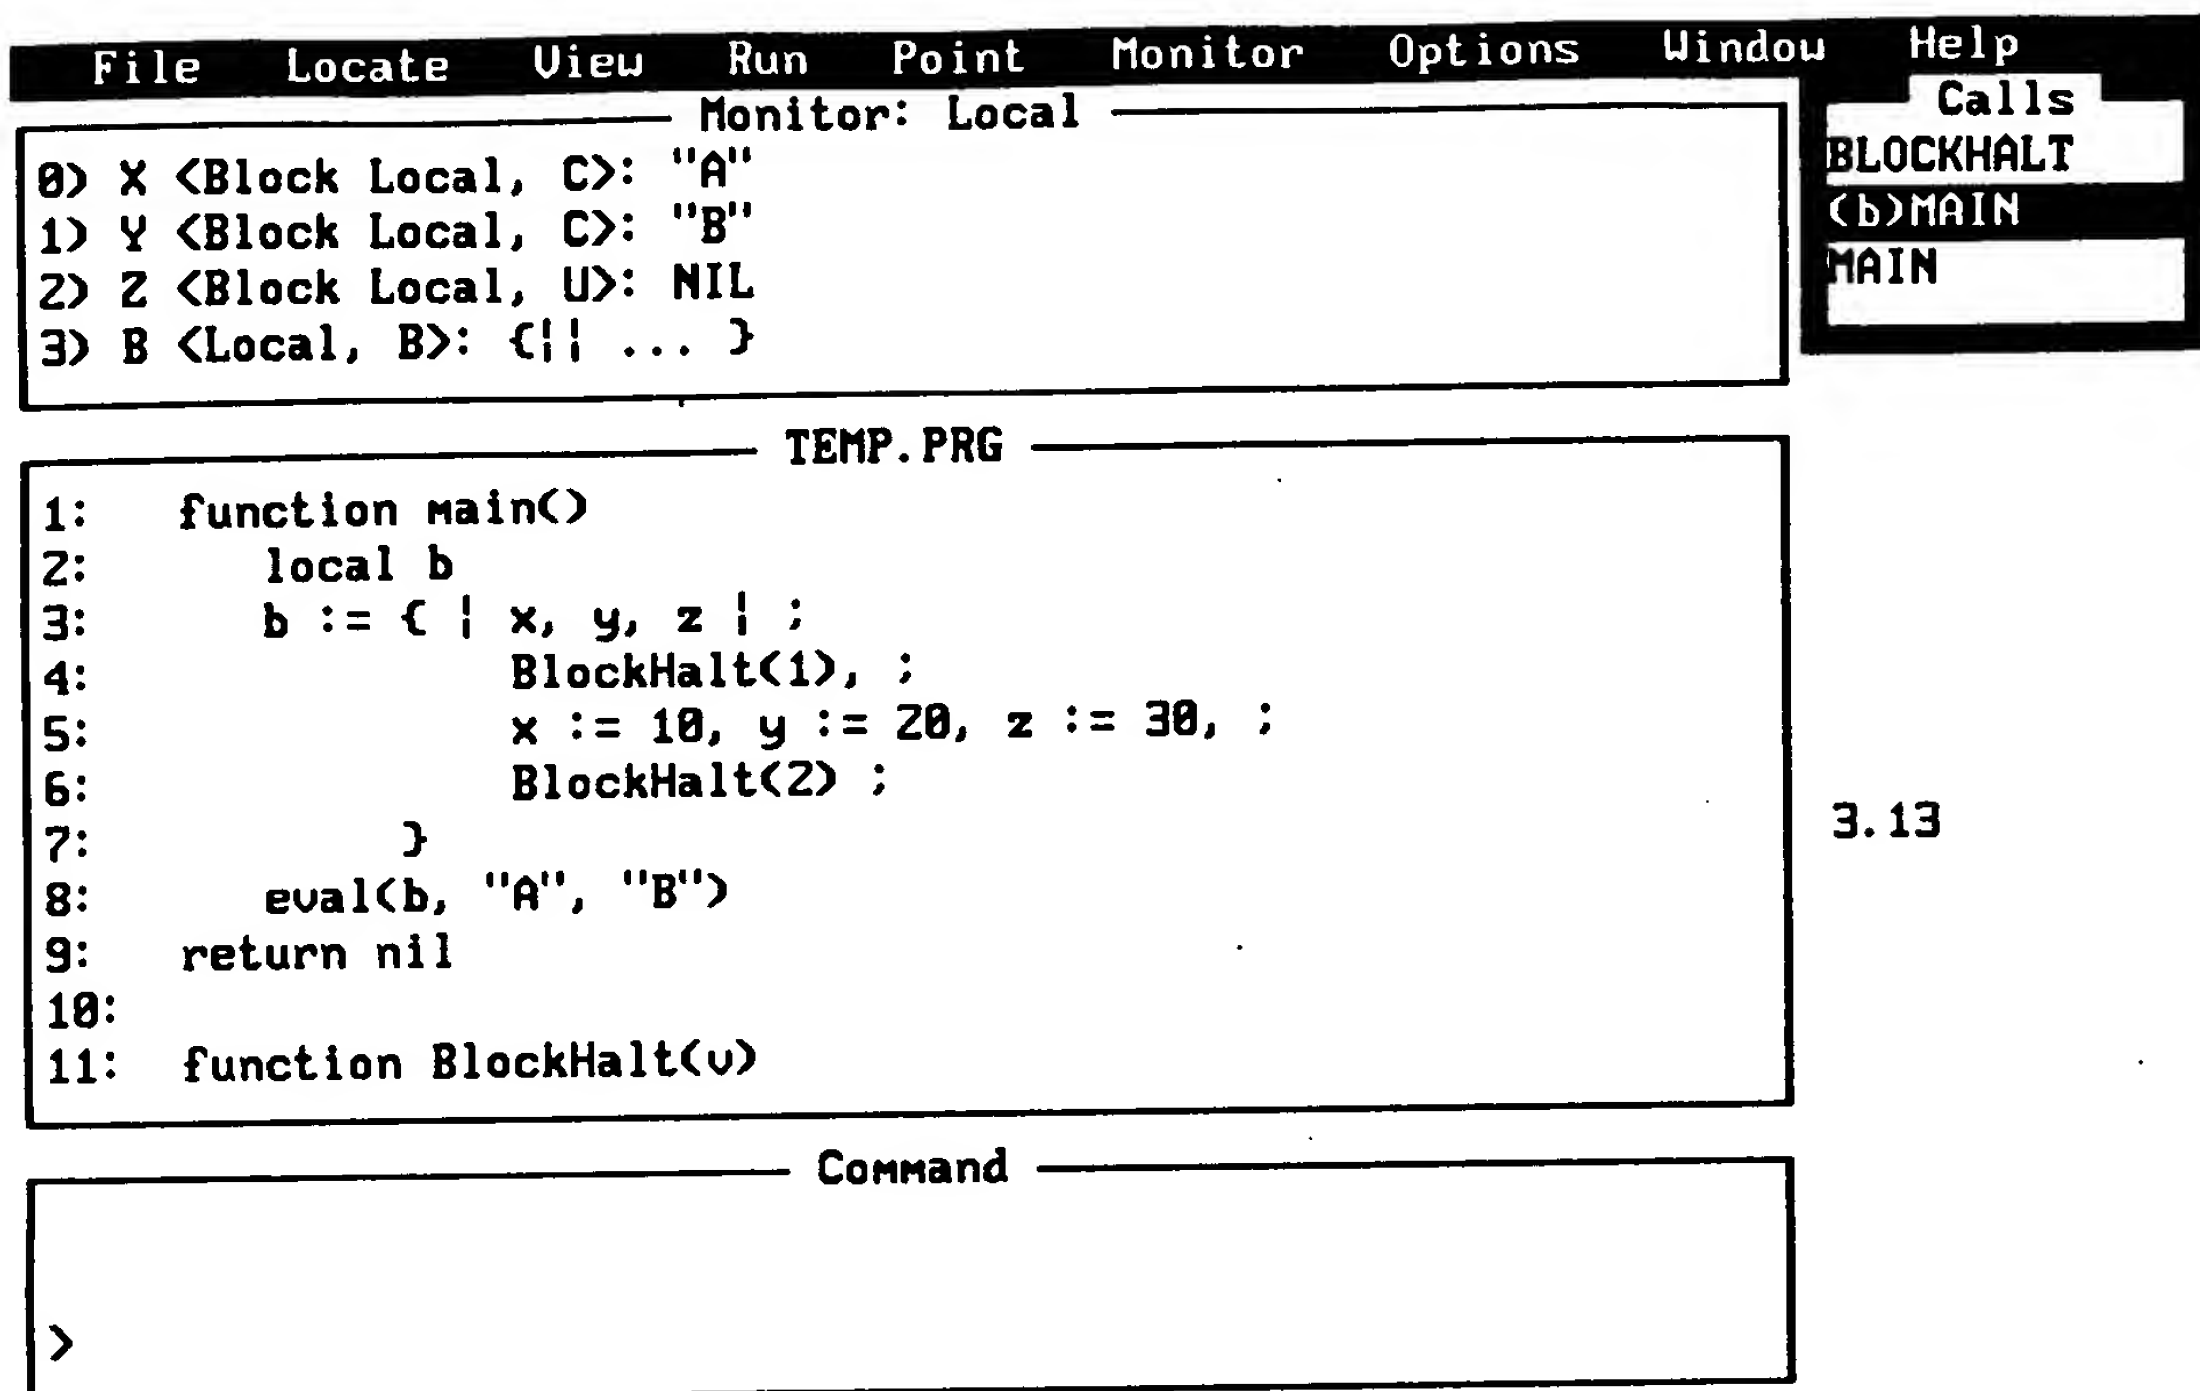 File Locate View Run Point Monitor Options Window Help
Monitor: Local
0) X <Block Local, C>: "A"
1) Y <Block Local, C>: "B"
2) Z <Block Local, U>: NIL
3) B <Local, B>: {¦¦ ... }
Calls
BLOCKHALT
(b)MAIN
MAIN
TEMP.PRG
1: function main()
2: local b
3: b := { ¦ x, y, z ¦ ;
4: BlockHalt(1), ;
5: x := 10, y := 20, z := 30, ;
6: BlockHalt(2) ;
7: }
8: eval(b, "A", "B")
9: return nil
10:
11: function BlockHalt(v)
3.13
Command
>